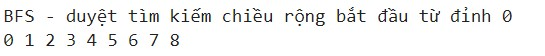 BFS - duyệt tìm kiếm chiều rộng bắt đầu từ đỉnh 0
0 1 2 3 4 5 6 7 8